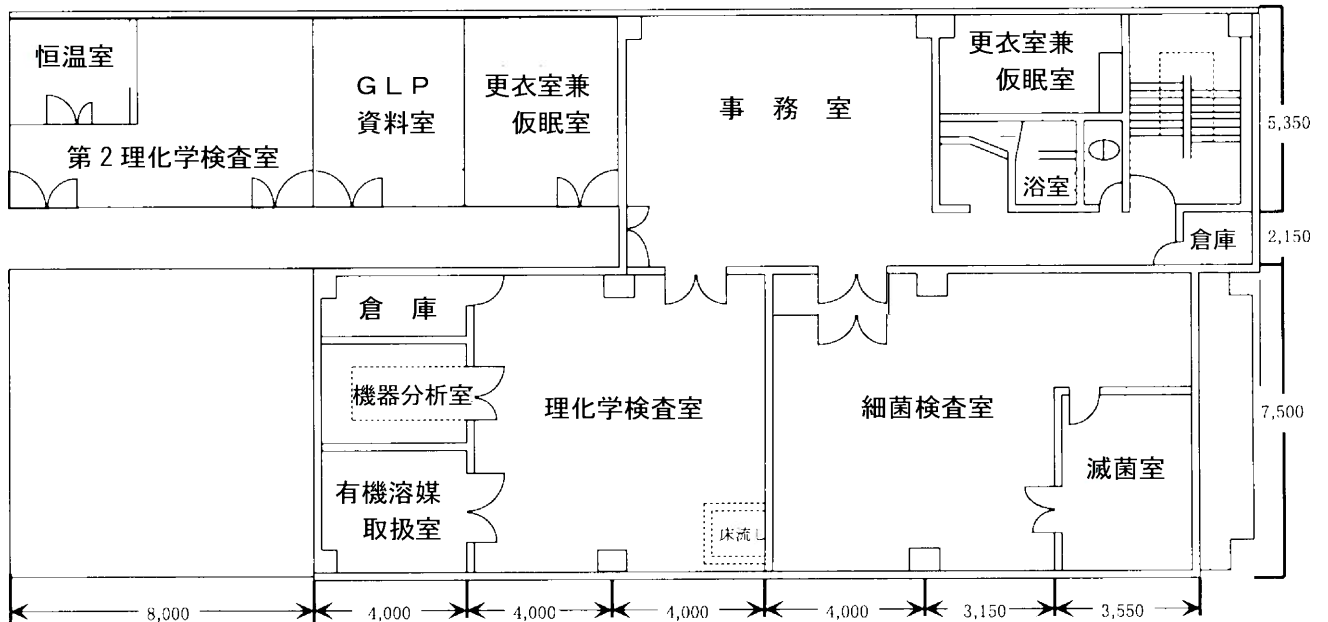 恒温室
第2理化学検査室
GLP
資料室
更衣室兼
仮眠室
事務室
更衣室兼
仮眠室
浴室
倉庫
5,350
2,150
倉庫
機器分析室
有機溶媒
取扱室
理化学検査室
床流し
細菌検査室
滅菌室
7,500
8,000
4,000
4,000
4,000
4,000
3,150
3,550